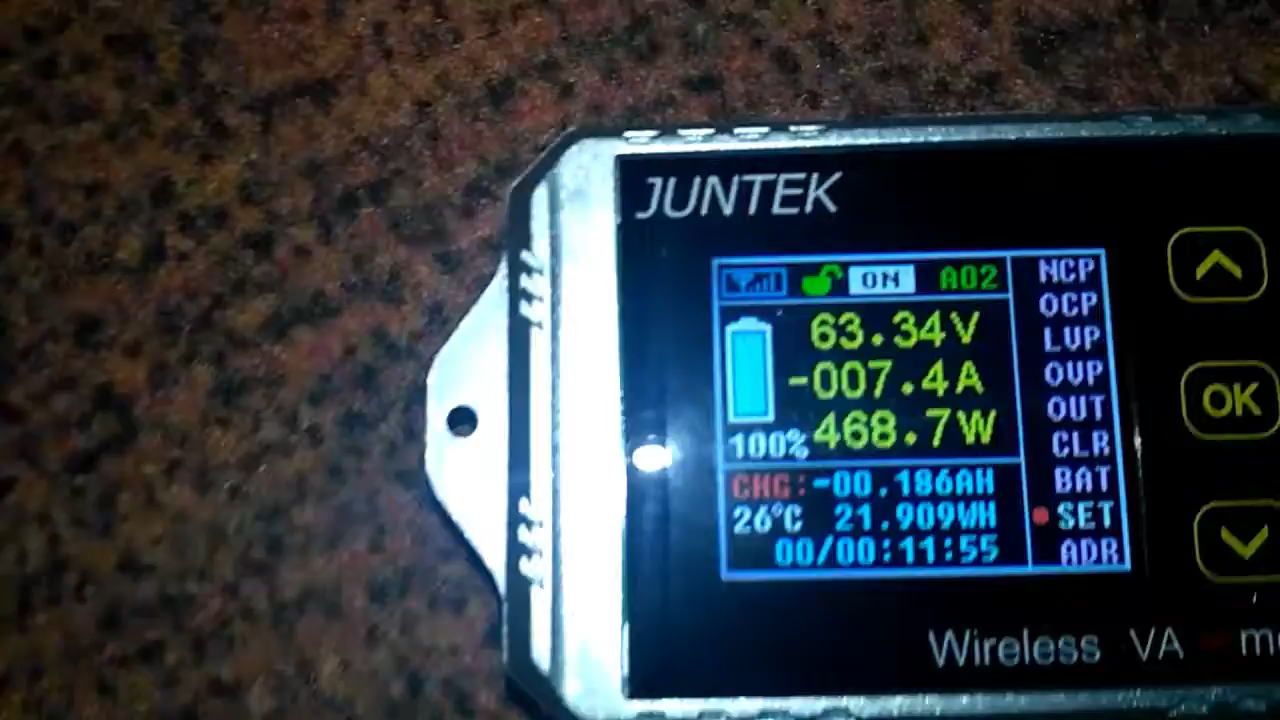 JUNTEK
ON A02
63.34V
-007.4A
468.7W
100%
CHG:-00.186AH
26°C 21.909WH
00/00:11:55
NCP
OCP
LVP
OVP
OUT
CLR
BAT
SET
ADR
OK
Wireless VA